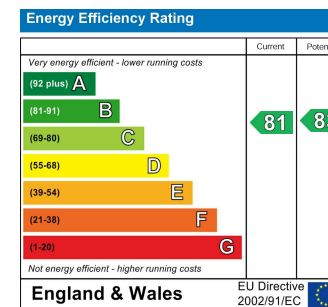 Energy Efficiency Rating
Current
Very energy efficient - lower running costs
(92 plus) A
(81-91) B
(69-80) C
(55-68) D
(39-54) E
(21-38) F
(1-20) G
81
Not energy efficient - higher running costs
England & Wales
EU Directive
2002/91/EC